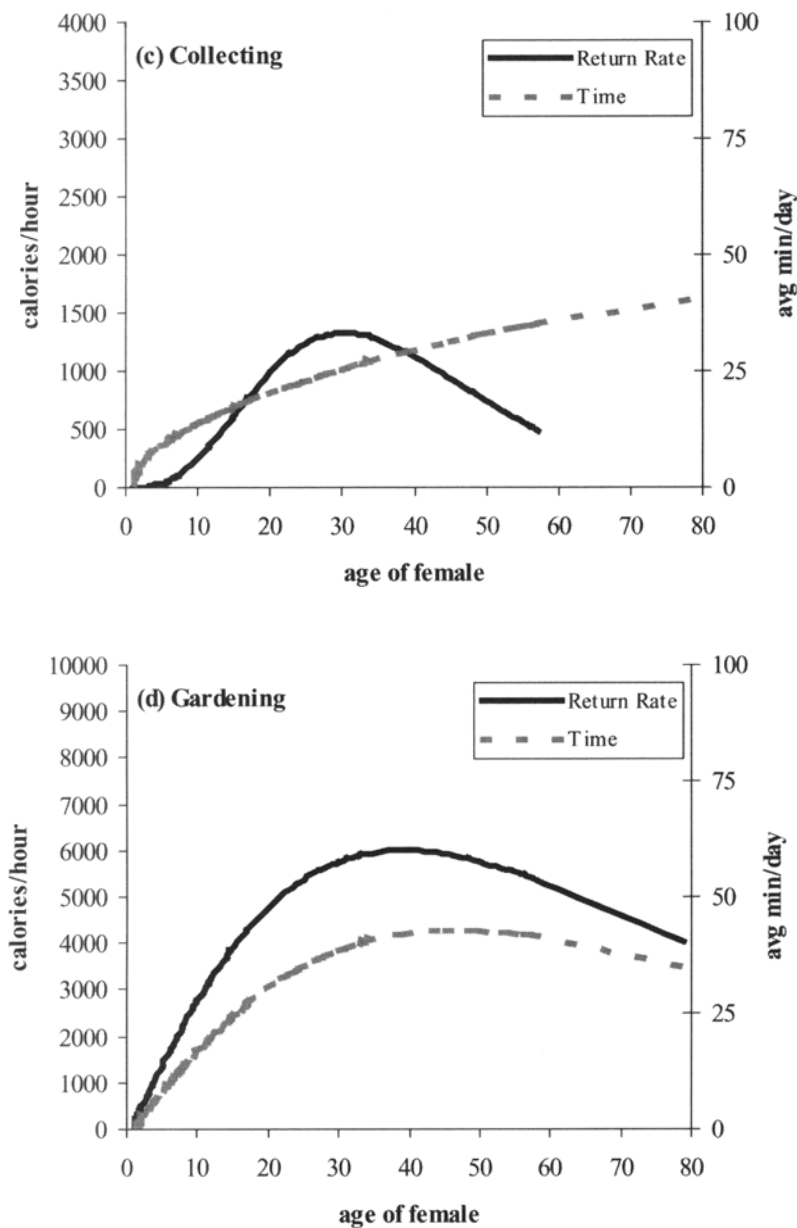 (c) Collecting
Return Rate
Time
4000
3500
3000
2500
2000
1500
1000
500
0
calories/hour
100
75
50
25
0
avg min/day
0 10 20 30 40 50 60 70 80
age of female
(d) Gardening
Return Rate
Time
10000
9000
8000
7000
6000
5000
4000
3000
2000
1000
0
calories/hour
100
75
50
25
0
avg min/day
0 10 20 30 40 50 60 70 80
age of female